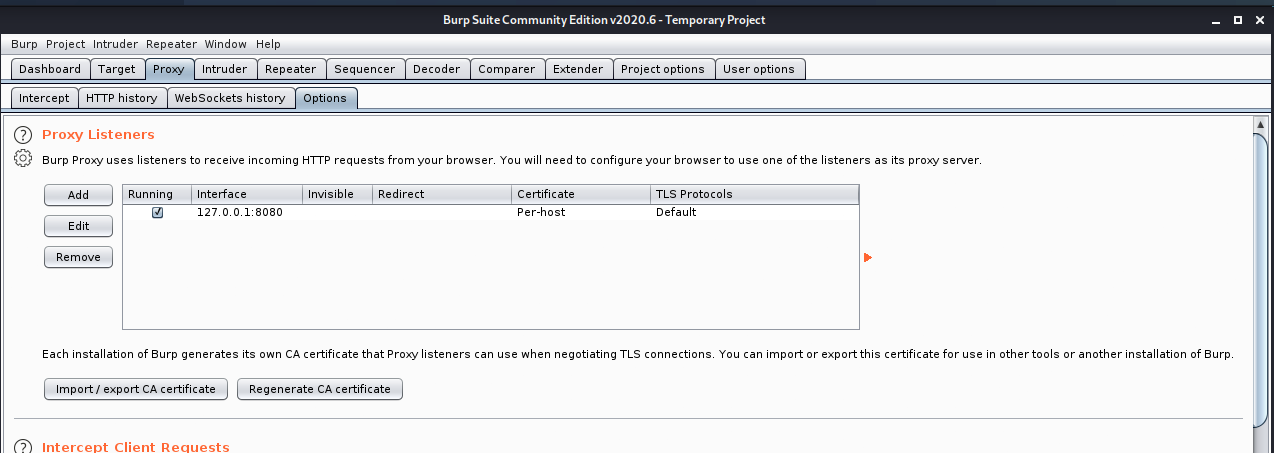 Burp Suite Community Edition v2020.6 - Temporary Project
Burp Project Intruder Repeater Window Help
Dashboard Target Proxy Intruder Repeater Sequencer Decoder Comparer Extender Project options User options
Intercept HTTP history WebSockets history Options
? Proxy Listeners
Burp Proxy uses listeners to receive incoming HTTP requests from your browser. You will need to configure your browser to use one of the listeners as its proxy server.
Add
Edit
Remove
Running Interface Invisible Redirect Certificate TLS Protocols
127.0.0.1:8080 Per-host Default
Each installation of Burp generates its own CA certificate that Proxy listeners can use when negotiating TLS connections. You can import or export this certificate for use in other tools or another installation of Burp.
Import / export CA certificate Regenerate CA certificate
? Intercept Client Requests